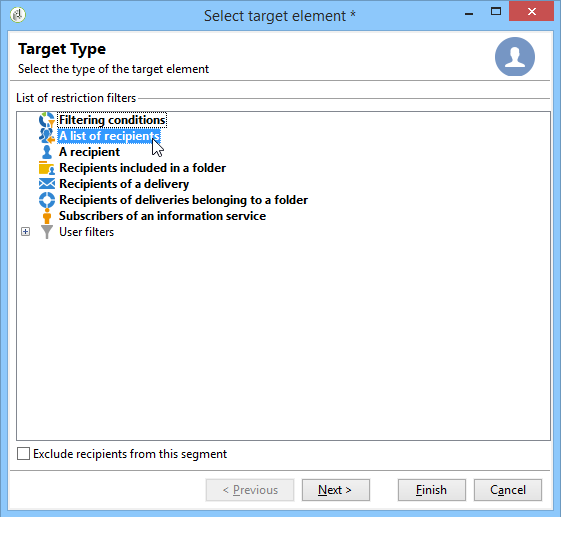 Select target element *
Target Type
Select the type of the target element
List of restriction filters
Filtering conditions
A list of recipients
A recipient
Recipients included in a folder
Recipients of a delivery
Recipients of deliveries belonging to a folder
Subscribers of an information service
User filters
Exclude recipients from this segment
< Previous Next > Finish Cancel